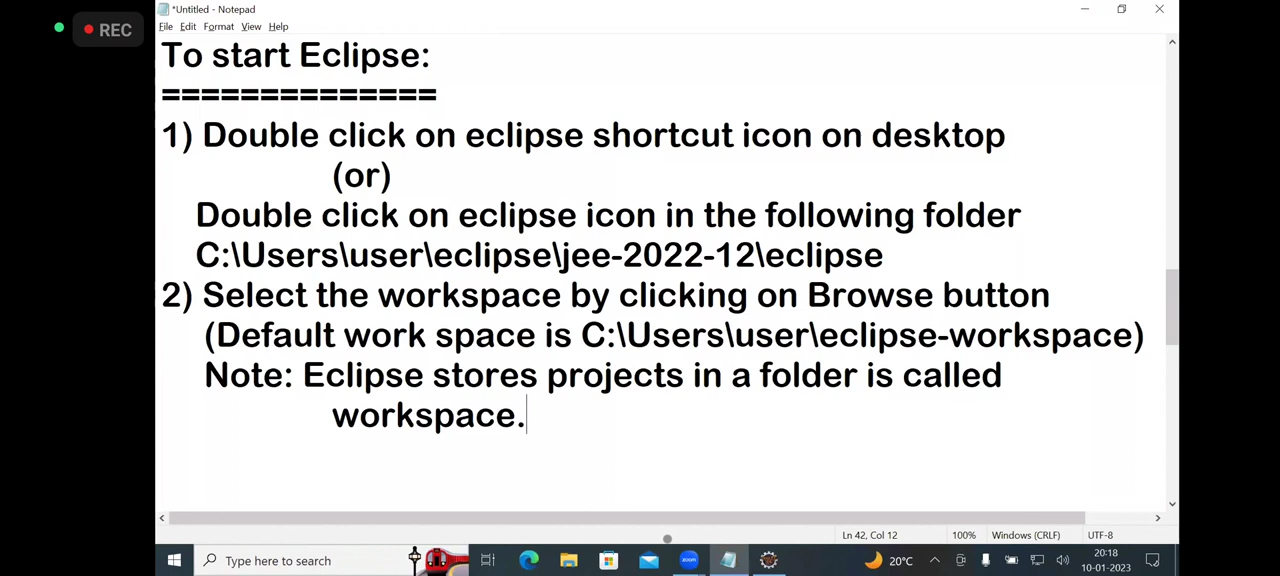 *Untitled - Notepad
REC
File Edit Format View Help
To start Eclipse:
==============
1) Double click on eclipse shortcut icon on desktop
(or)
Double click on eclipse icon in the following folder
C:\Users\user\eclipse\jee-2022-12\eclipse
2) Select the workspace by clicking on Browse button
(Default work space is C:\Users\user\eclipse-workspace)
Note: Eclipse stores projects in a folder is called
workspace.
Ln 42, Col 12 100% Windows (CRLF) UTF-8
Type here to search
zoom
20°C
20:18
10-01-2023